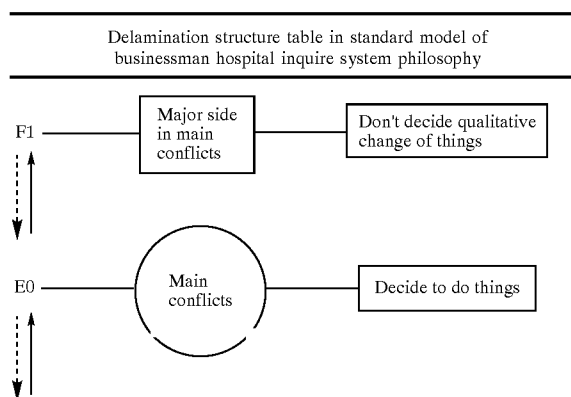 Delamination structure table in standard model of
businessman hospital inquire system philosophy
F1
Major side
in main
conflicts
Don't decide qualitative
change of things
E0
Main
conflicts
Decide to do things